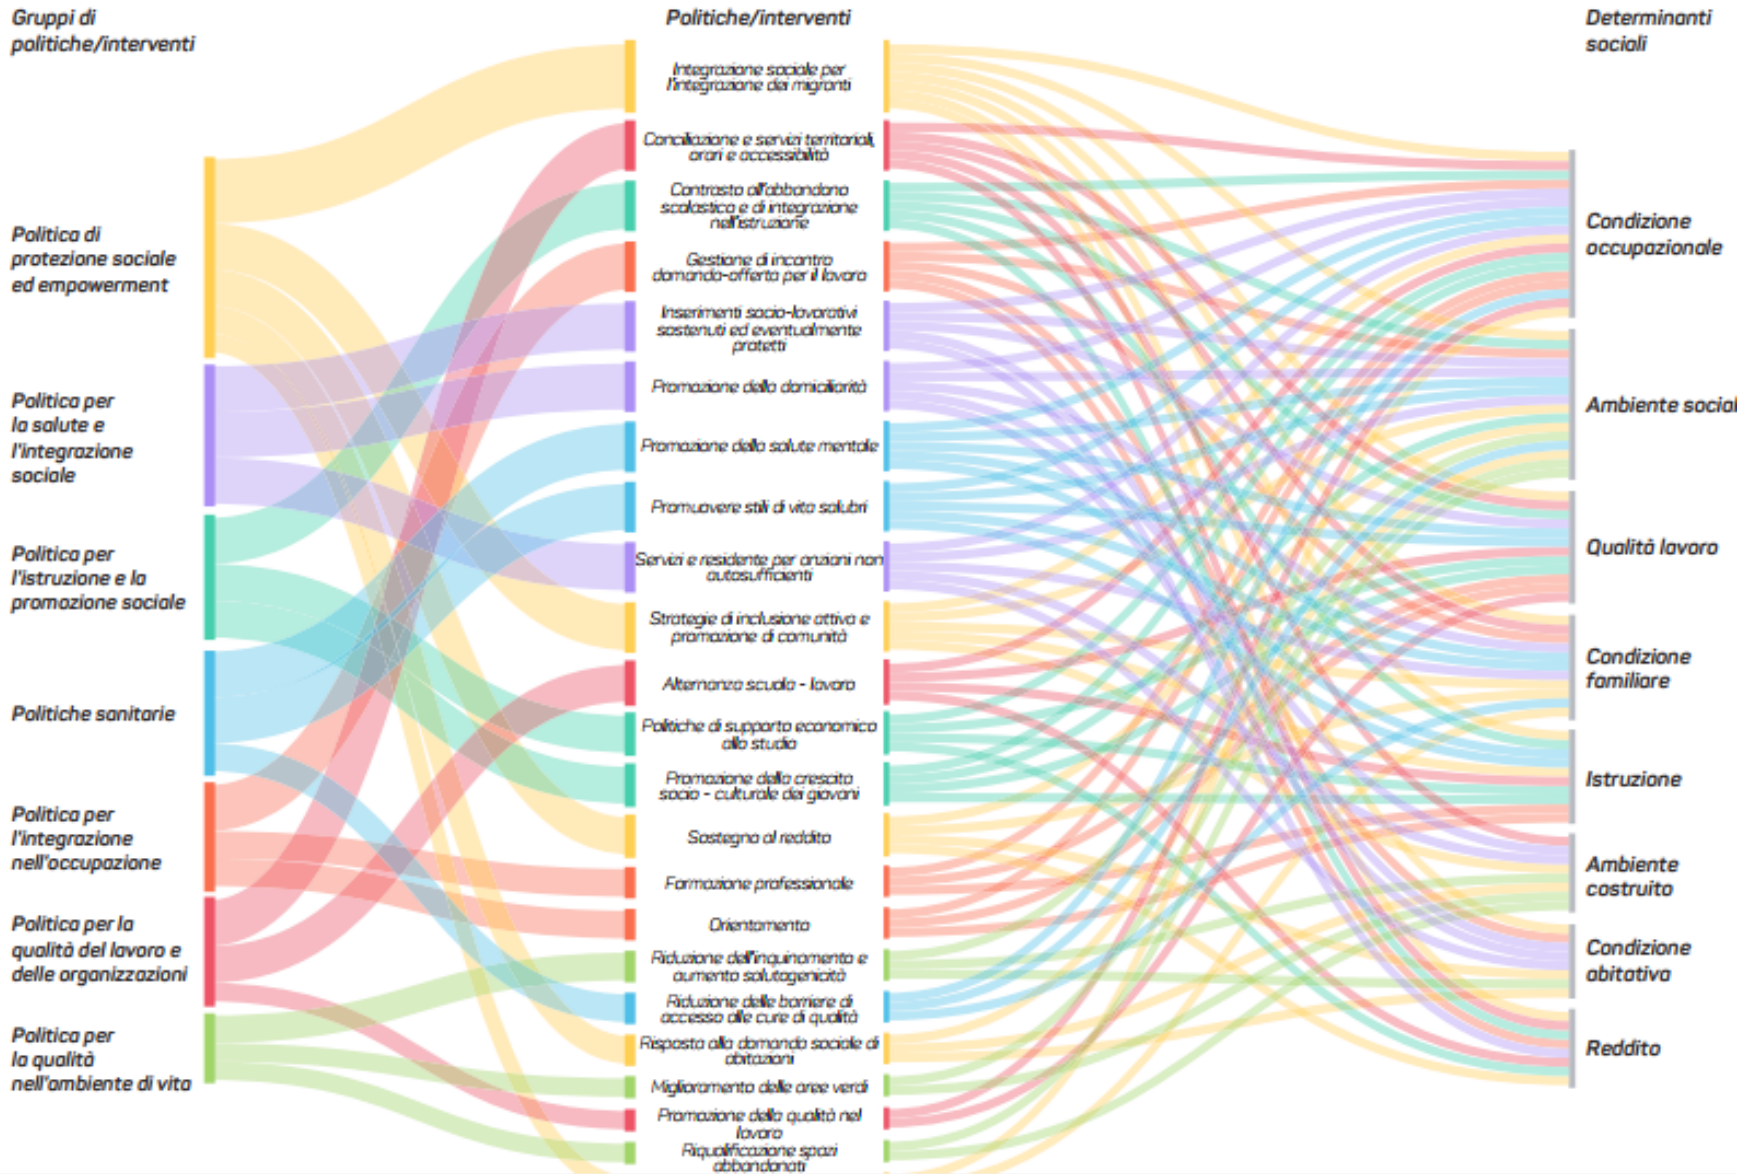 Gruppi di
politiche/interventi
Politica di
protezione sociale
ed empowerment
Politica per
la salute e
l'integrazione
sociale
Politica per
l'istruzione e la
promozione sociale
Politiche sanitarie
Politica per
l'integrazione
nell'occupazione
Politica per la
qualità del lavoro e
delle organizzazioni
Politica per
la qualità
nell'ambiente di vita
Politiche/interventi
Integrazione sociale per
l'integrazione dei migranti
Conciliazione e servizi territoriali,
orari e accessibilità
Contrasto all'abbandono
scolastico e di integrazione
nell'istruzione
Gestione di incontro
domanda-offerta per il lavoro
Inserimenti socio-lavorativi
sostenuti ed eventualmente
protetti
Promozione della domiciliarità
Promozione della salute mentale
Promuovere stili di vita salubri
Servizi e residente per anziani non
autosufficienti
Strategie di inclusione attiva e
promozione di comunità
Alternanza scuola - lavoro
Politiche di supporto economico
allo studio
Promozione della crescita
socio - culturale dei giovani
Sostegno al reddito
Formazione professionale
Orientamento
Riduzione dell'inquinamento e
aumento salutogenicità
Riduzione delle barriere di
accesso alle cure di qualità
Risposta alla domanda sociale di
abitazioni
Miglioramento delle aree verdi
Promozione della qualità nel
lavoro
Riqualificazione spazi
abbandonati
Determinanti
sociali
Condizione
occupazionale
Ambiente social
Qualità lavoro
Condizione
familiare
Istruzione
Ambiente
costruito
Condizione
abitativa
Reddito